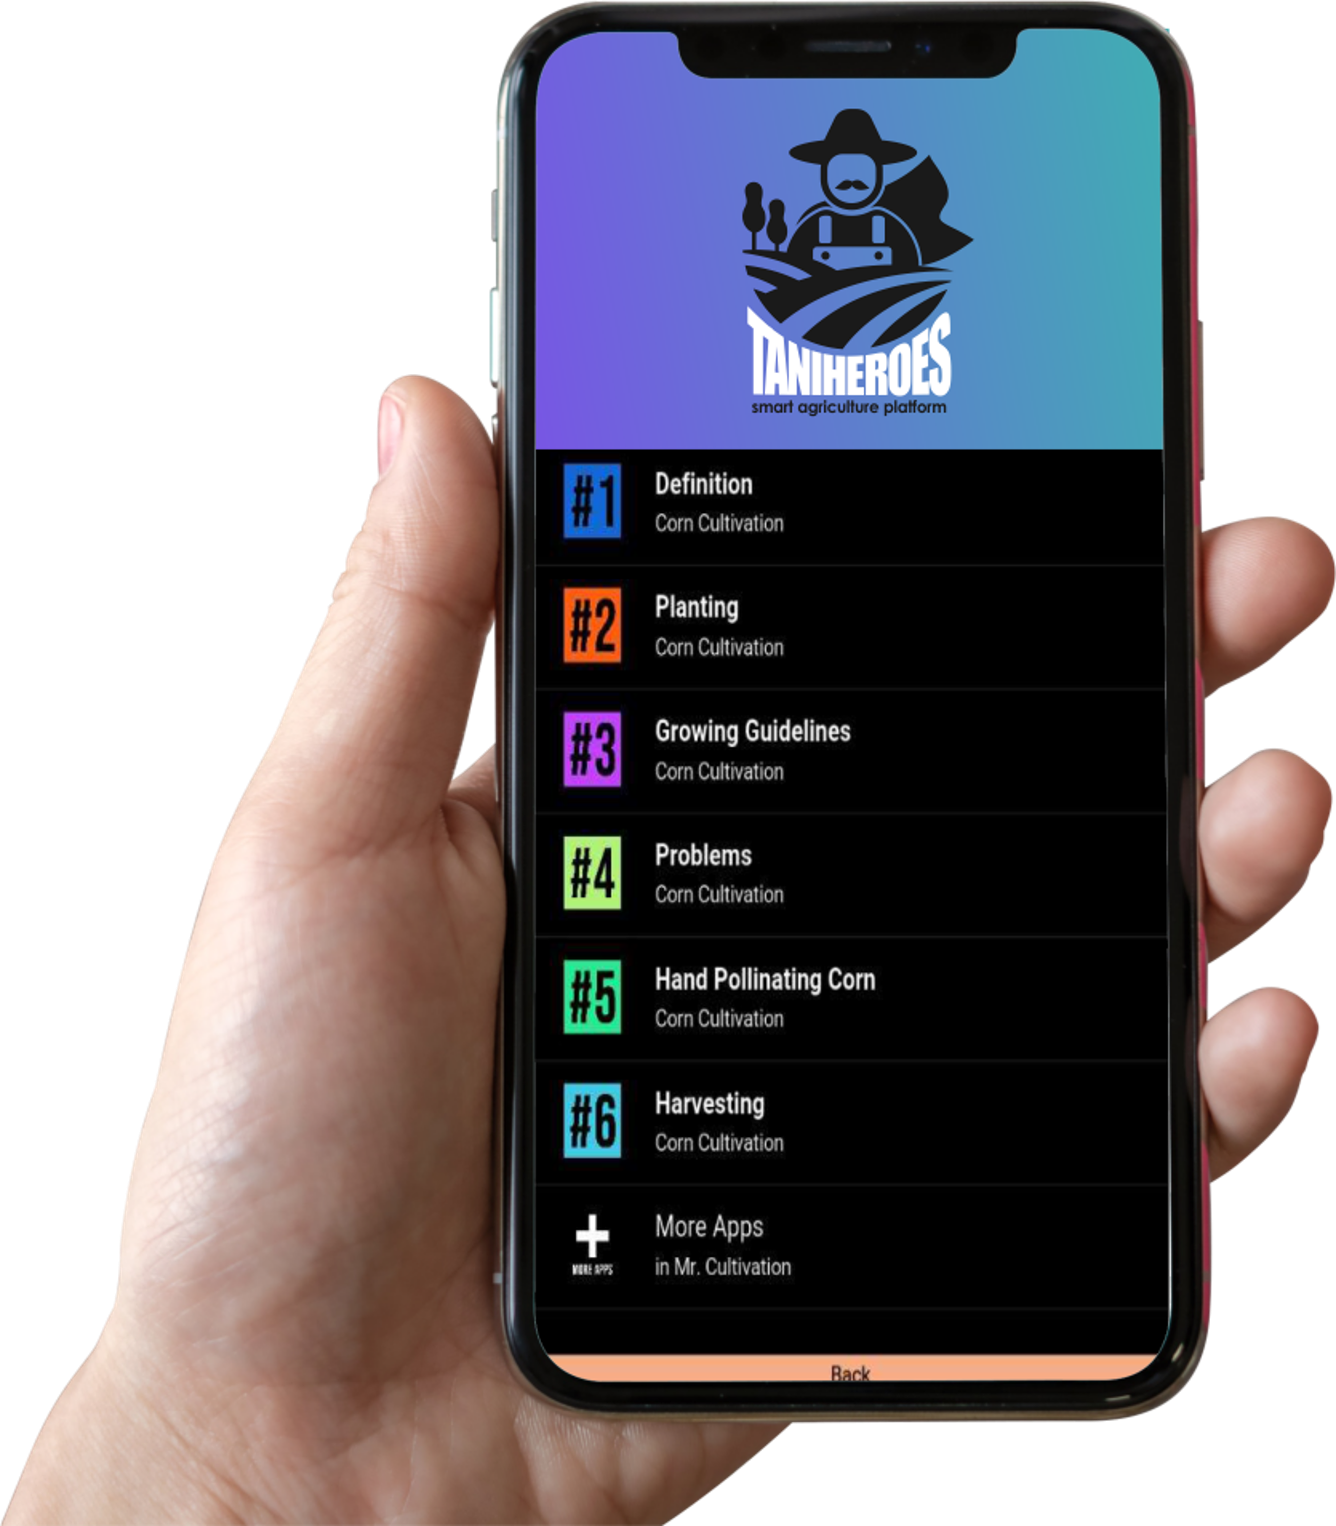 TANIHEROES
smart agriculture platform
#1
Definition
Corn Cultivation
#2
Planting
Corn Cultivation
#3
Growing Guidelines
Corn Cultivation
#4
Problems
Corn Cultivation
#5
Hand Pollinating Corn
Corn Cultivation
#6
Harvesting
Corn Cultivation
MORE APPS
More Apps
in Mr. Cultivation
Back